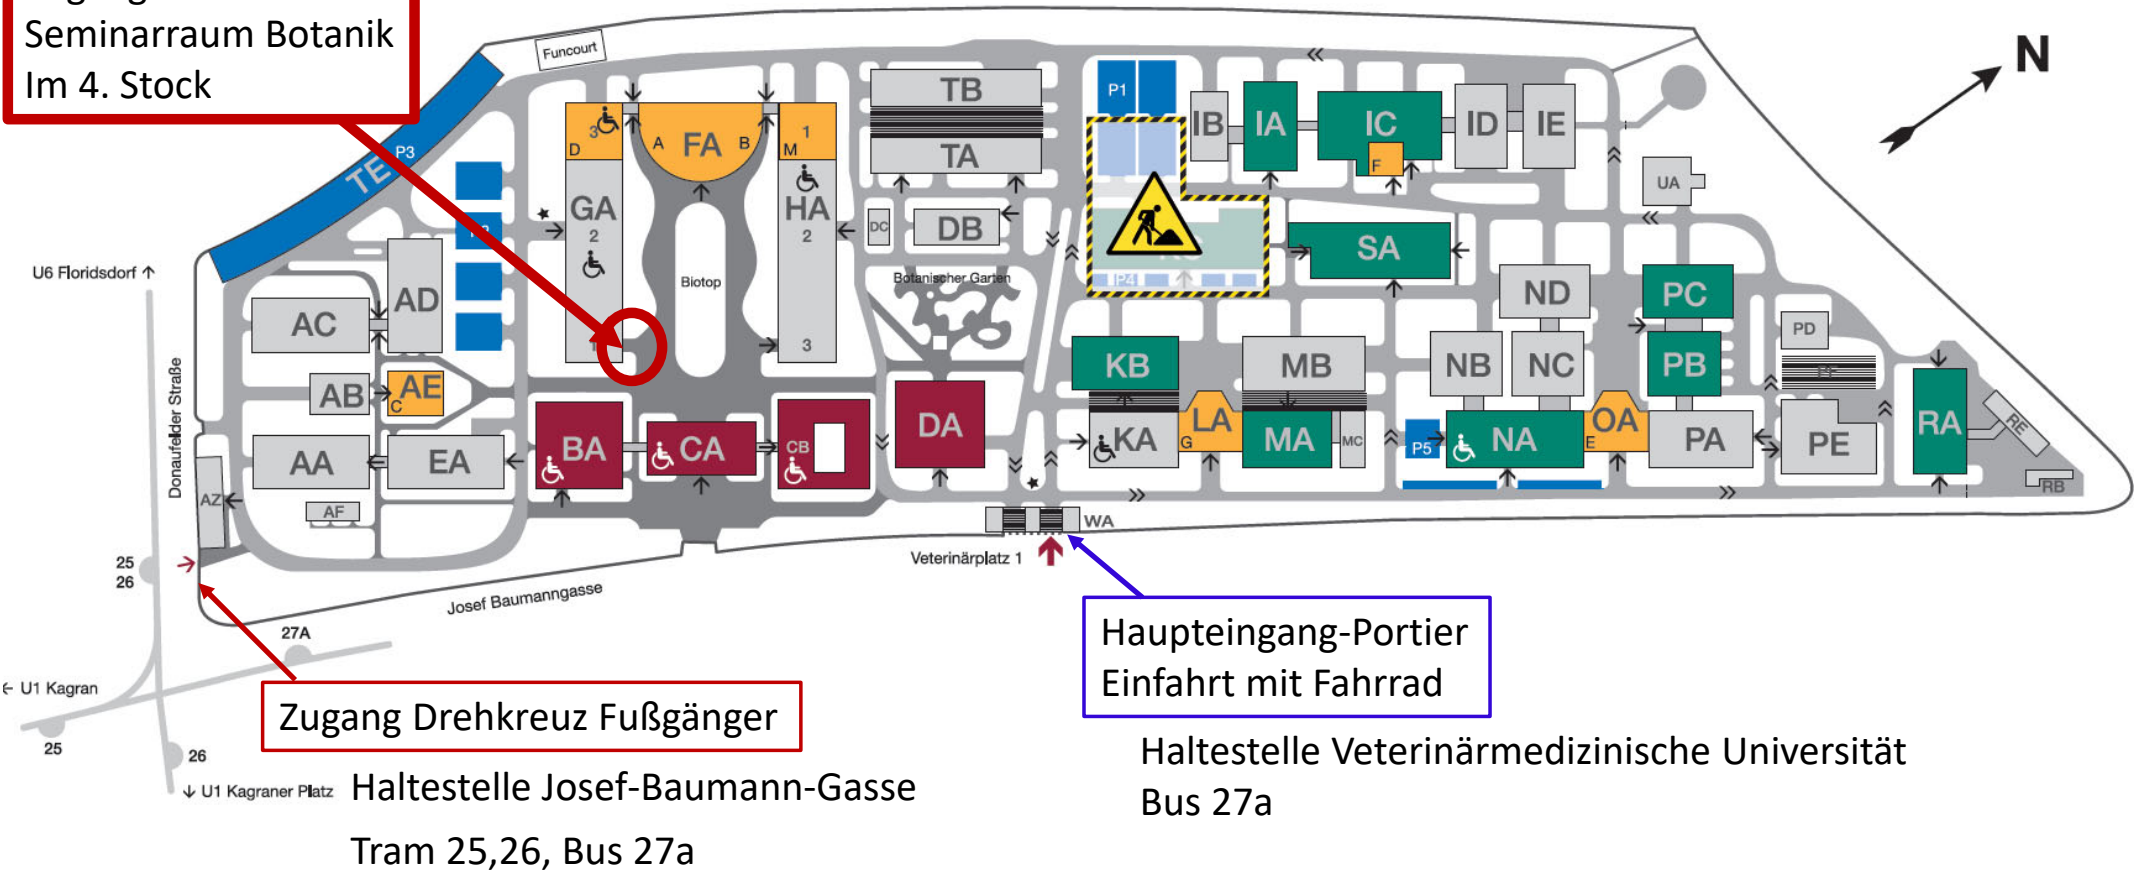 Seminarraum Botanik
Im 4. Stock
Funcourt
N
TE P3
P1
TB
TA
IB
IA
IC
F
ID
IE
UA
3
D
A
FA
B
1
M
GA
2
1
HA
2
3
Biotop
DC
DB
Botanischer Garten
P4
SA
ND
PC
PD
U6 Floridsdorf ↑
AC
AD
AB
AE
C
KB
MB
NB
NC
PB
RA
RE
RB
Donaufelder Straße
AA
EA
BA
CA
CB
DA
KA
LA
G
MA
MC
P5
NA
OA
E
PA
PE
AZ
AF
WA
Veterinärplatz 1
25
26
Josef Baumanngasse
27A
← U1 Kagran
25
26
↓ U1 Kagraner Platz
Zugang Drehkreuz Fußgänger
Haltestelle Josef-Baumann-Gasse
Tram 25,26, Bus 27a
Haupteingang-Portier
Einfahrt mit Fahrrad
Haltestelle Veterinärmedizinische Universität
Bus 27a